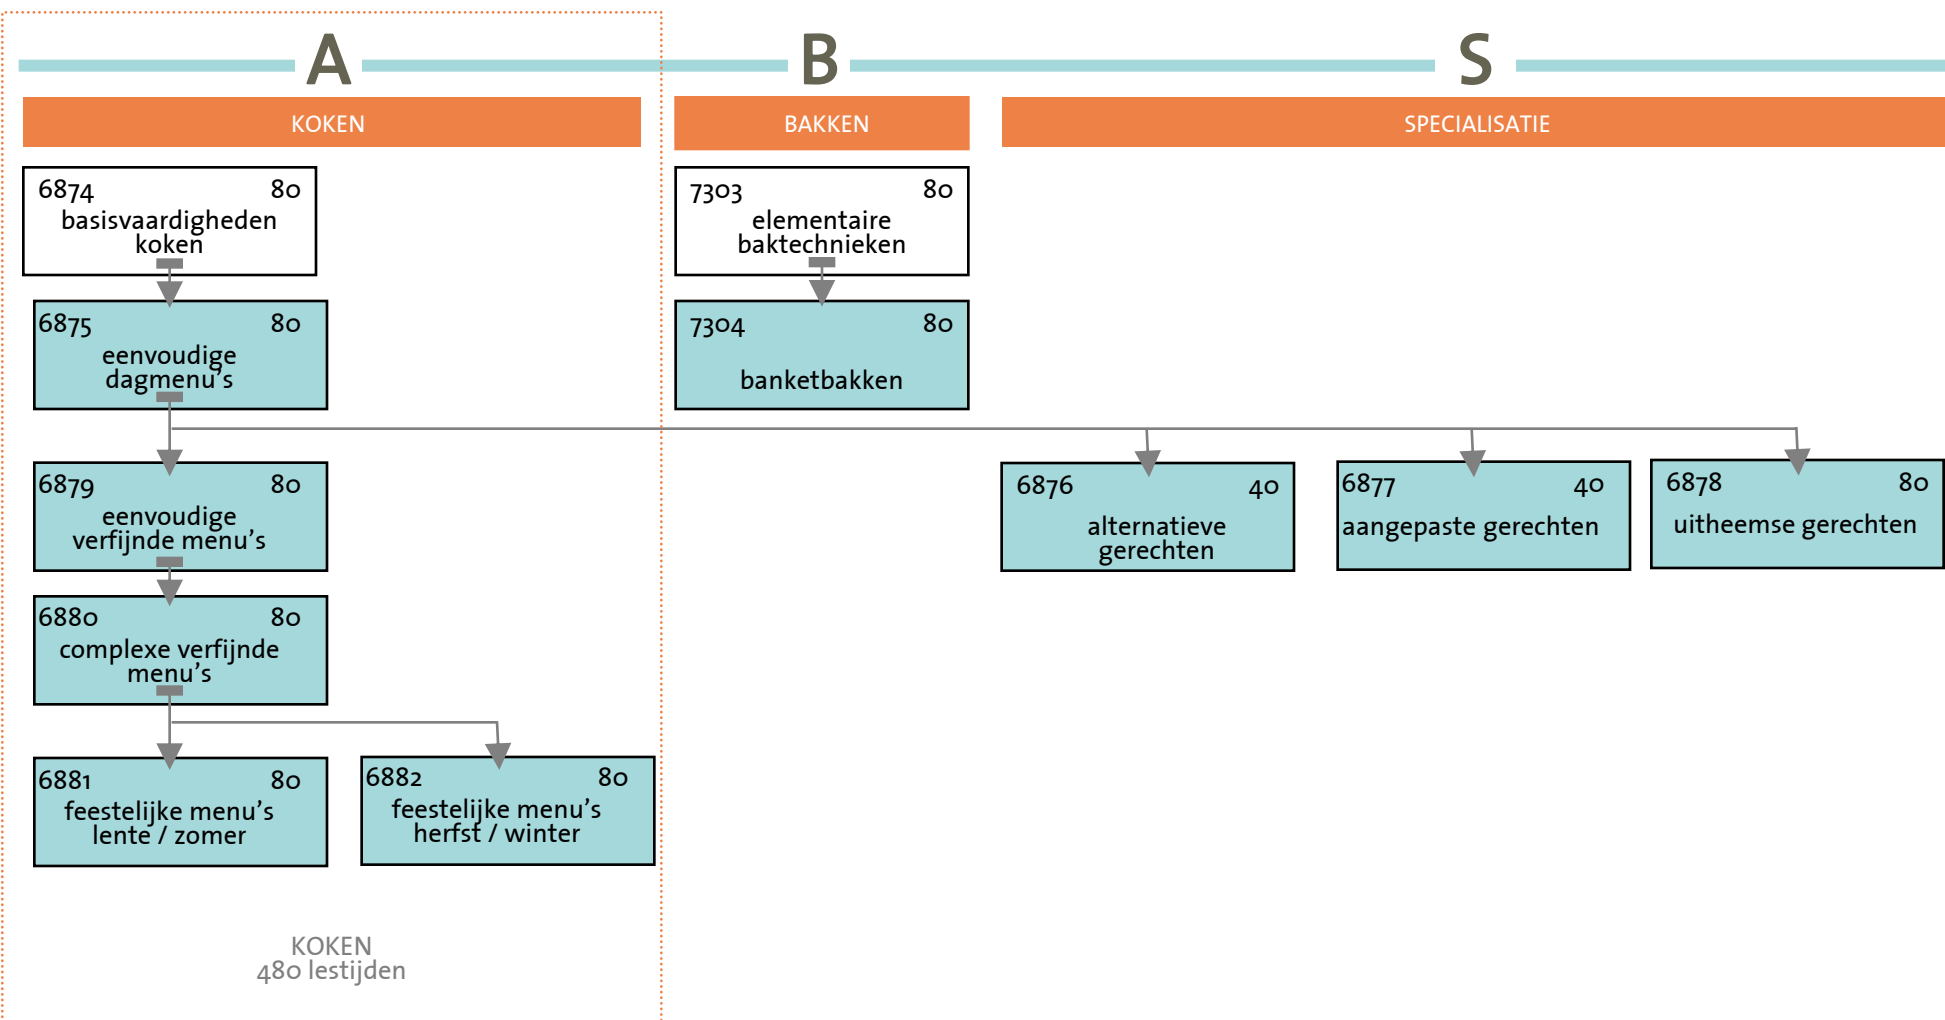 A
B
S
KOKEN
BAKKEN
SPECIALISATIE
6874 80
basisvaardigheden
koken
7303 80
elementaire
baktechnieken
6875 80
eenvoudige
dagmenu’s
7304 80
banketbakken
6879 80
eenvoudige
verfijnde menu’s
6876 40
alternatieve
gerechten
6877 40
aangepaste gerechten
6878 80
uitheemse gerechten
6880 80
complexe verfijnde
menu’s
6881 80
feestelijke menu’s
lente / zomer
6882 80
feestelijke menu’s
herfst / winter
KOKEN
480 lestijden